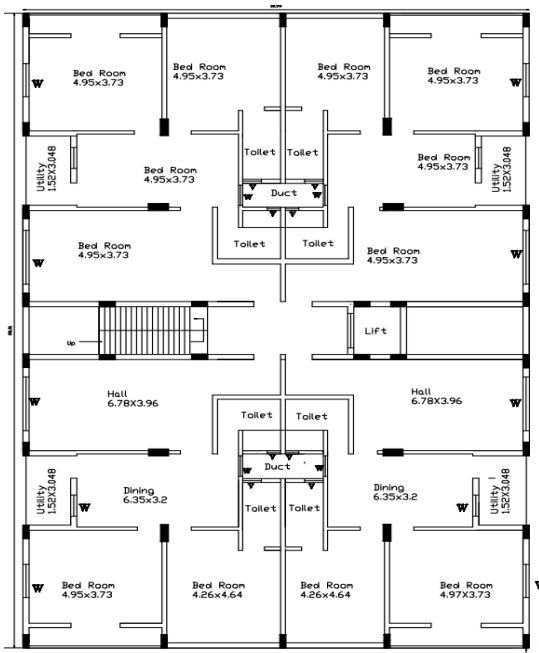 Bed Room
4.95x3.73
W
Bed Room
4.95x3.73
Bed Room
4.95x3.73
Bed Room
4.95x3.73
W
Toilet
Toilet
Utility
1.52X3.048
Bed Room
4.95x3.73
Bed Room
4.95x3.73
Utility
1.52X3.048
W
Duct
W
Toilet
Toilet
W
Bed Room
4.95x3.73
Bed Room
4.95x3.73
W
Up
Lift
W
Hall
6.78X3.96
Hall
6.78X3.96
W
Toilet
Toilet
W
Duct
W
Utility
1.52X3.048
W
Dining
6.35x3.2
Dining
6.35x3.2
W
Utility
1.52X3.048
Toilet
Toilet
W
Bed Room
4.95x3.73
Bed Room
4.26x4.64
Bed Room
4.26x4.64
Bed Room
4.97X3.73
W